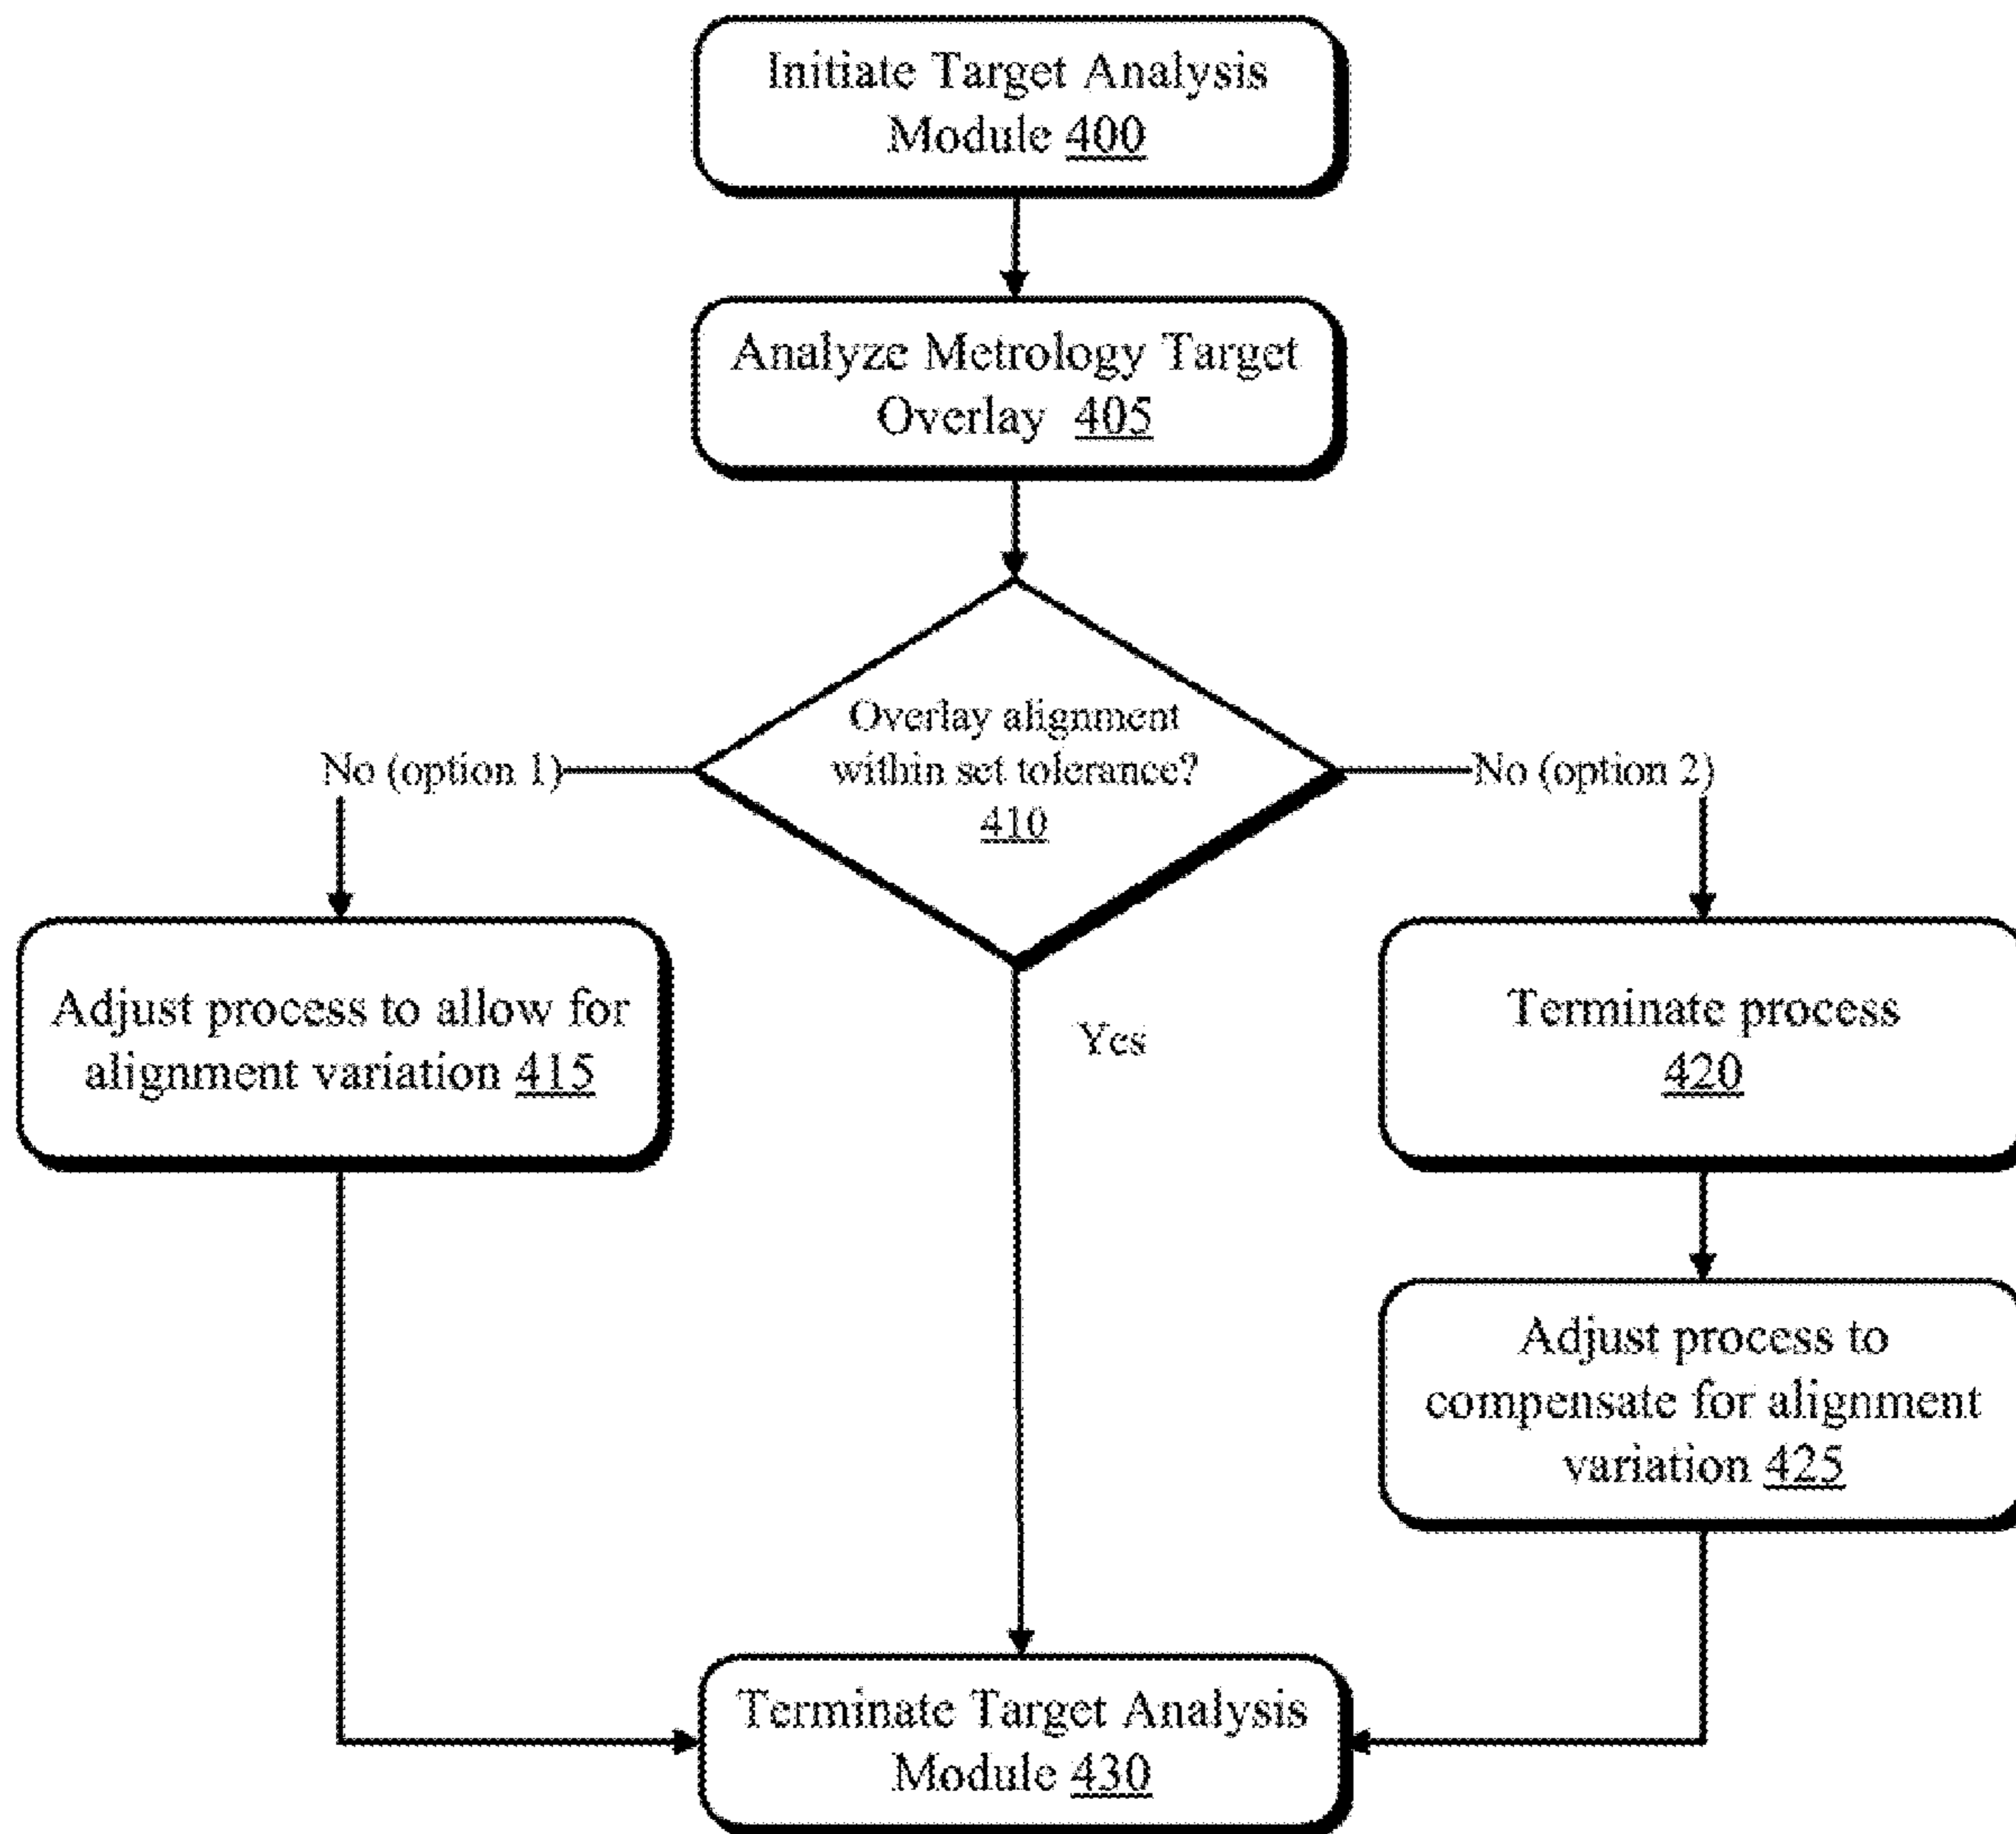 Initiate Target Analysis
Module 400
Analyze Metrology Target
Overlay 405
Overlay alignment
within set tolerance?
410
No (option 1)
No (option 2)
Yes
Adjust process to allow for
alignment variation 415
Terminate process
420
Adjust process to
compensate for alignment
variation 425
Terminate Target Analysis
Module 430